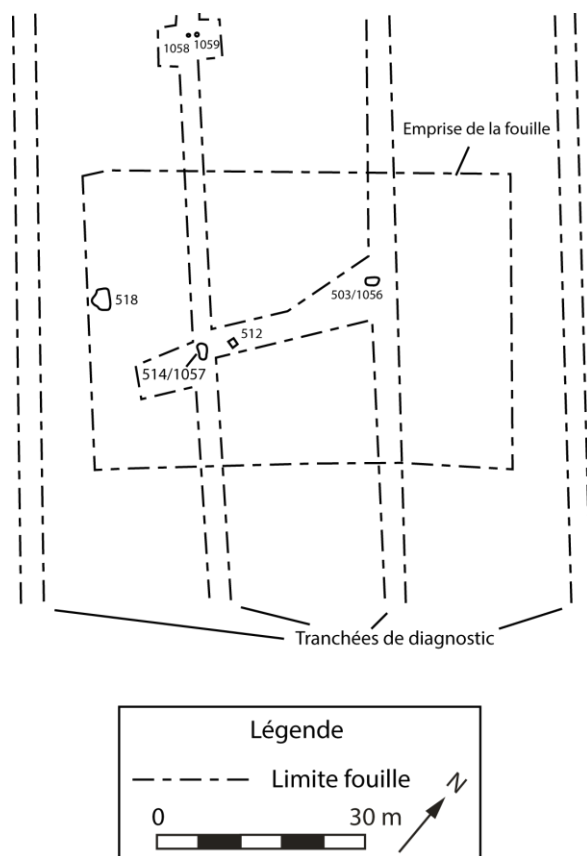 1058 1059
Emprise de la fouille
518
503/1056
512
514/1057
Tranchées de diagnostic
Légende
Limite fouille
N
0 30 m